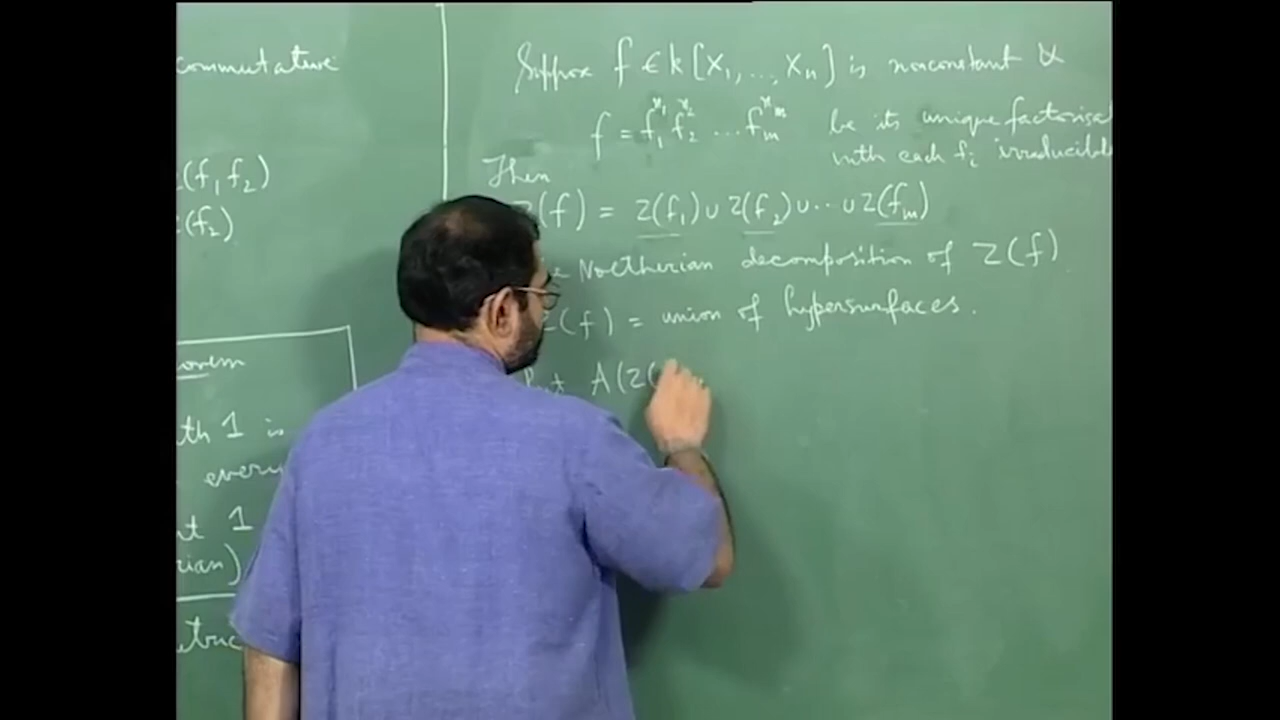 commutative
(f₁ f₂)
(f₂)
orem
th 1 is
every
t 1
rian)
Suppose f ∈ k[X₁, ..., Xₙ] is nonconstant &
f = f₁^r₁ f₂^r₂ ... fₘ^rₘ be its unique factorisa
with each fᵢ irreducible
Then
Z(f) = Z(f₁) ∪ Z(f₂) ∪ ... ∪ Z(fₘ)
Noetherian decomposition of Z(f).
Z(f) = union of hypersurfaces.
A(Z(